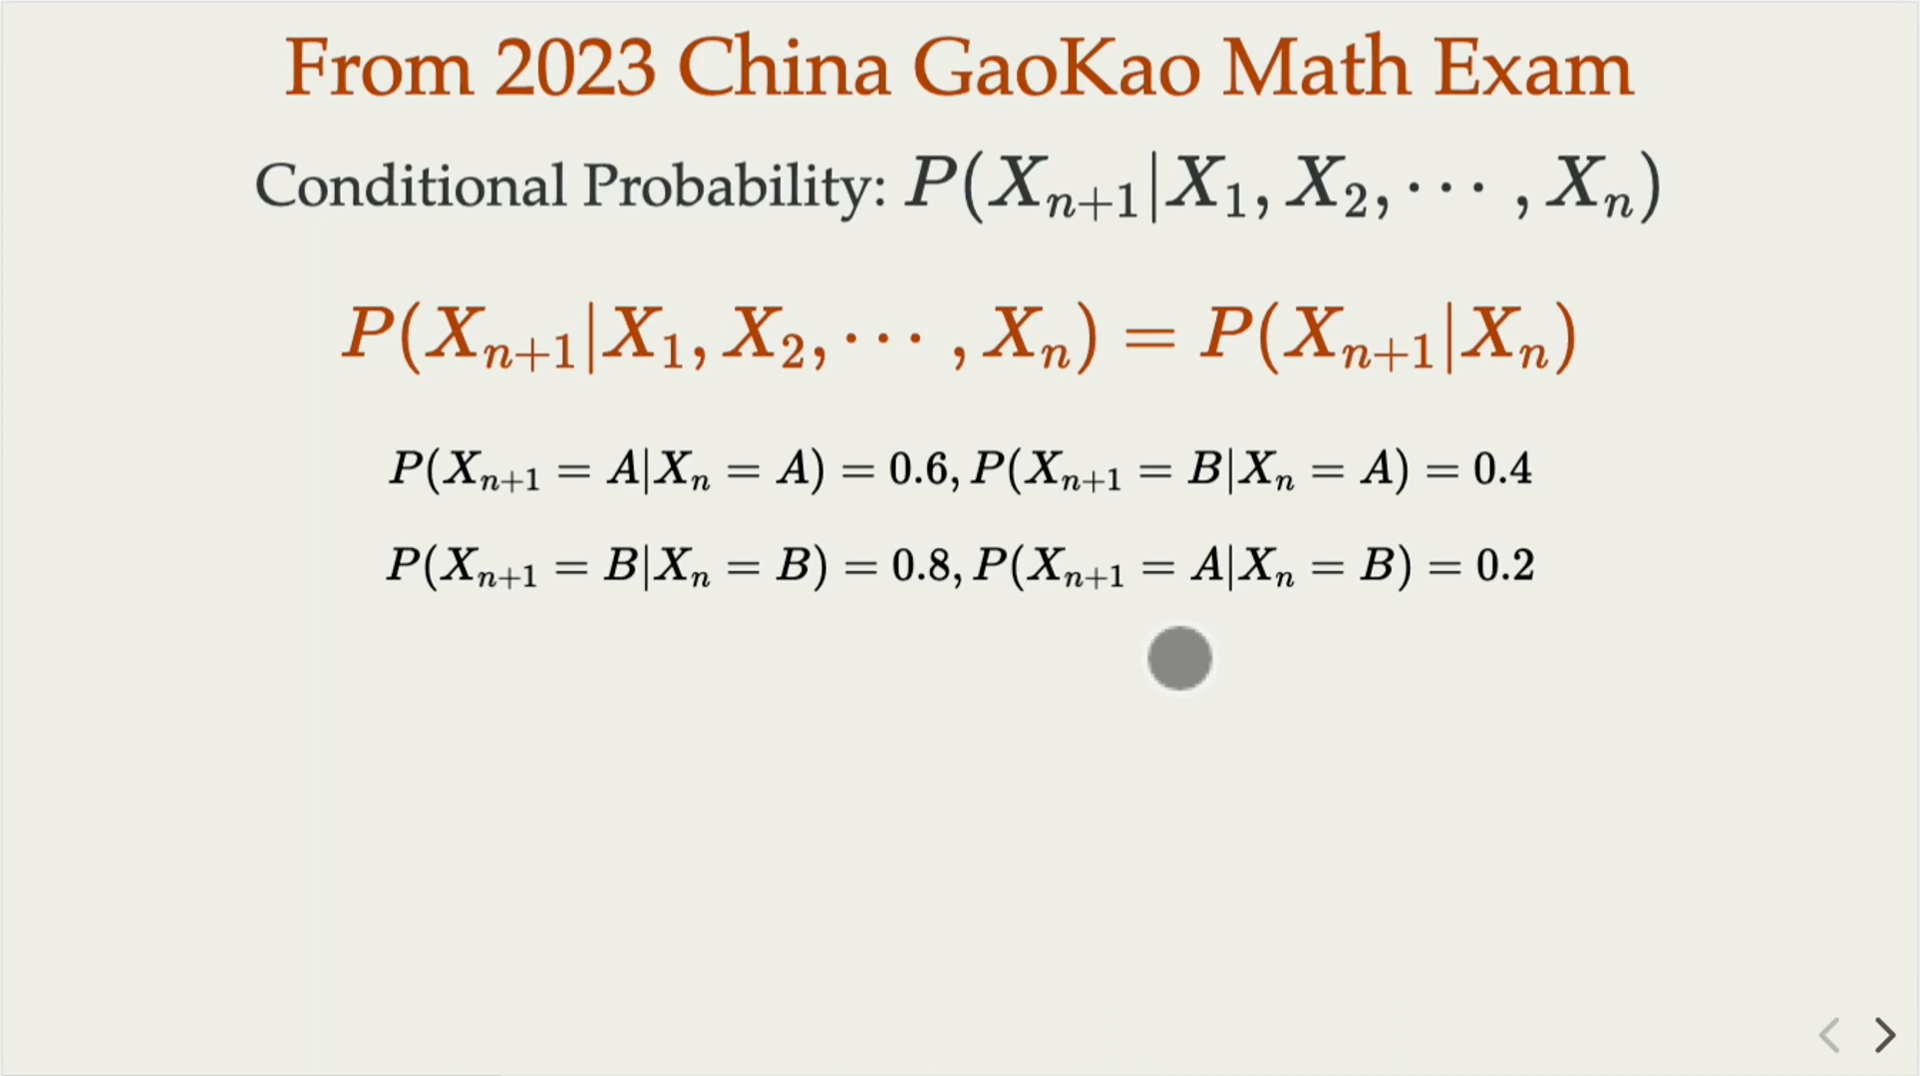 From 2023 China GaoKao Math Exam
Conditional Probability: P(X_{n+1}|X_1, X_2, ⋯ , X_n)
P(X_{n+1}|X_1, X_2, ⋯ , X_n) = P(X_{n+1}|X_n)
P(X_{n+1} = A|X_n = A) = 0.6, P(X_{n+1} = B|X_n = A) = 0.4
P(X_{n+1} = B|X_n = B) = 0.8, P(X_{n+1} = A|X_n = B) = 0.2